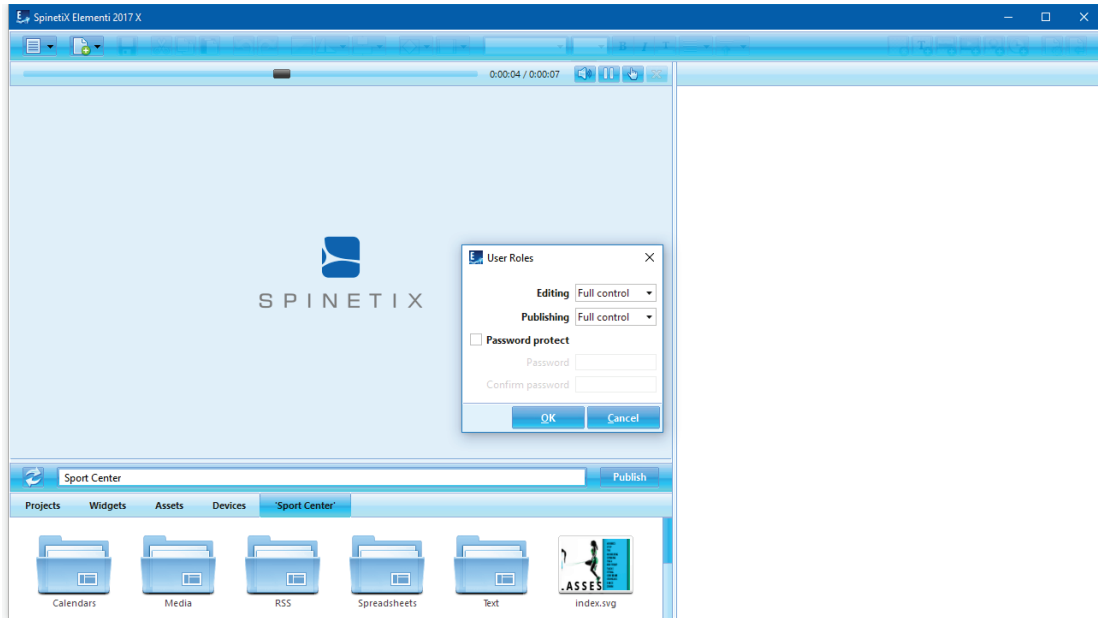 SpinetiX Elementi 2017 X
B I T
0:00:04 / 0:00:07
SPINETIX
User Roles
Editing Full control
Publishing Full control
Password protect
Password
Confirm password
OK Cancel
Sport Center Publish
Projects Widgets Assets Devices 'Sport Center'
.ASSES
Calendars Media RSS Spreadsheets Text index.svg